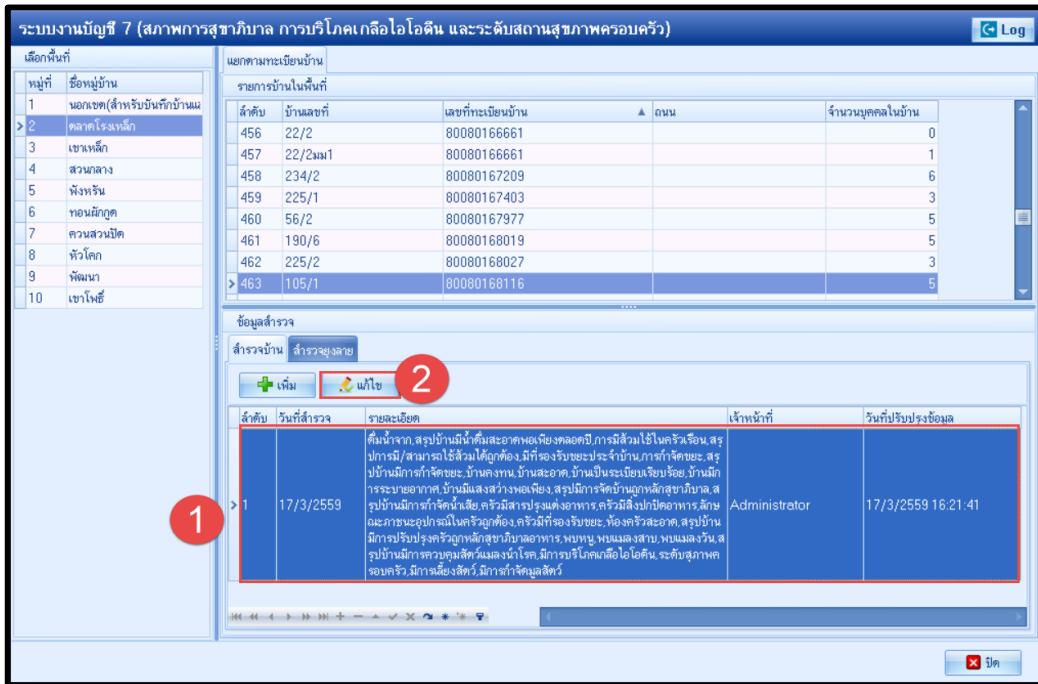 ระบบงานบัญชี 7 (สภาพการสุขาภิบาล การบริโภคเกลือไอโอดีน และระดับสถานสุขภาพครอบครัว)
Log
เลือกพื้นที่
หมู่ที่ ชื่อหมู่บ้าน
1 นอกเขต(สำหรับบันทึกบ้านแ
2 ตลาดโรงเหล็ก
3 เขาเหล็ก
4 สวนกลาง
5 พังหรัน
6 ทอนผักกูด
7 ควนสวนปัด
8 หัวโคก
9 พัฒนา
10 เขาโพธิ์
แยกตามทะเบียนบ้าน
รายการบ้านในพื้นที่
ลำดับ บ้านเลขที่ เลขที่ทะเบียนบ้าน ถนน จำนวนบุคคลในบ้าน
456 22/2 80080166661 0
457 22/2มม1 80080166661 1
458 234/2 80080167209 6
459 225/1 80080167403 3
460 56/2 80080167977 5
461 190/6 80080168019 5
462 225/2 80080168027 3
463 105/1 80080168116 5
ข้อมูลสำรวจ
สำรวจบ้าน สำรวจยุงลาย
เพิ่ม แก้ไข 2
ลำดับ วันที่สำรวจ รายละเอียด เจ้าหน้าที่ วันที่ปรับปรุงข้อมูล
ดื่มน้ำจาก,สรุปบ้านมีน้ำดื่มสะอาดพอเพียงตลอดปี,การมีส้วมใช้ในครัวเรือน,สรุ
ปการมี/สามารถใช้ส้วมได้ถูกต้อง,มีที่รองรับขยะประจำบ้าน,การกำจัดขยะ,สรุ
ปบ้านมีการกำจัดขยะ,บ้านคงทน,บ้านสะอาด,บ้านเป็นระเบียบเรียบร้อย,บ้านมีก
ารระบายอากาศ,บ้านมีแสงสว่างพอเพียง,สรุปมีการจัดบ้านถูกหลักสุขาภิบาล,ส
รุปบ้านมีการกำจัดน้ำเสีย,ครัวมีสารปรุงแต่งอาหาร,ครัวมีสิ่งปกปิดอาหาร,ลักษ
ณะภาชนะอุปกรณ์ในครัวถูกต้อง,ครัวมีที่รองรับขยะ,ห้องครัวสะอาด,สรุปบ้าน
มีการปรับปรุงครัวถูกหลักสุขาภิบาลอาหาร,พบหนู,พบแมลงสาบ,พบแมลงวัน,ส
รุปบ้านมีการควบคุมสัตว์แมลงนำโรค,มีการบริโภคเกลือไอโอดีน,ระดับสุภาพค
รอบครัว,มีการเลี้ยงสัตว์,มีการกำจัดมูลสัตว์
1 1 17/3/2559 Administrator 17/3/2559 16:21:41
ปิด